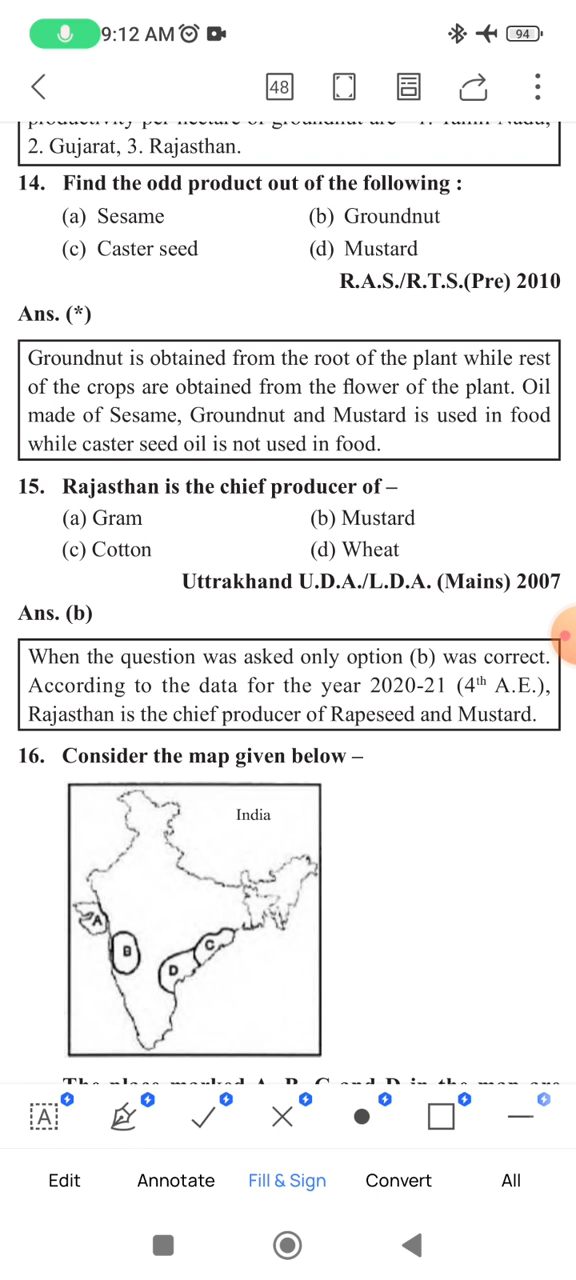 9:12 AM
94
48
2. Gujarat, 3. Rajasthan.
14. Find the odd product out of the following :
(a) Sesame (b) Groundnut
(c) Caster seed (d) Mustard
R.A.S./R.T.S.(Pre) 2010
Ans. (*)
Groundnut is obtained from the root of the plant while rest
of the crops are obtained from the flower of the plant. Oil
made of Sesame, Groundnut and Mustard is used in food
while caster seed oil is not used in food.
15. Rajasthan is the chief producer of –
(a) Gram (b) Mustard
(c) Cotton (d) Wheat
Uttrakhand U.D.A./L.D.A. (Mains) 2007
Ans. (b)
When the question was asked only option (b) was correct.
According to the data for the year 2020-21 (4th A.E.),
Rajasthan is the chief producer of Rapeseed and Mustard.
16. Consider the map given below –
India
A
B
C
D
A
Edit Annotate Fill & Sign Convert All